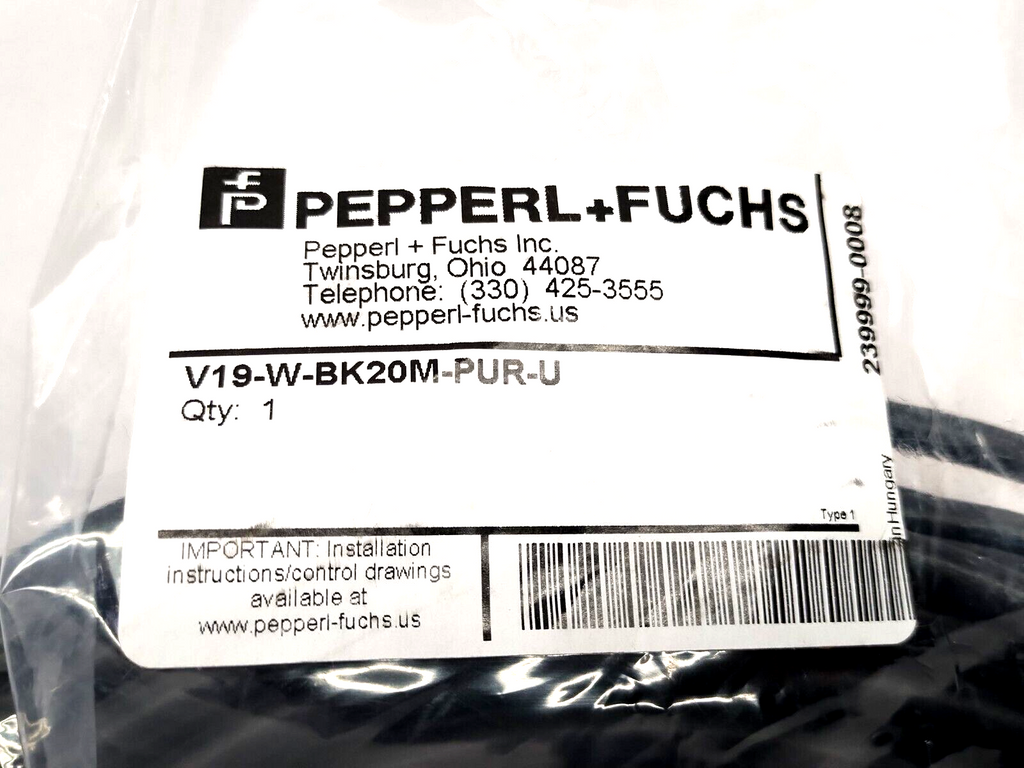 PEPPERL+FUCHS
Pepperl + Fuchs Inc.
Twinsburg, Ohio 44087
Telephone: (330) 425-3555
www.pepperl-fuchs.us
239999-0008
V19-W-BK20M-PUR-U
Qty: 1
Type 1
inHungary
IMPORTANT: Installation
instructions/control drawings
available at
www.pepperl-fuchs.us